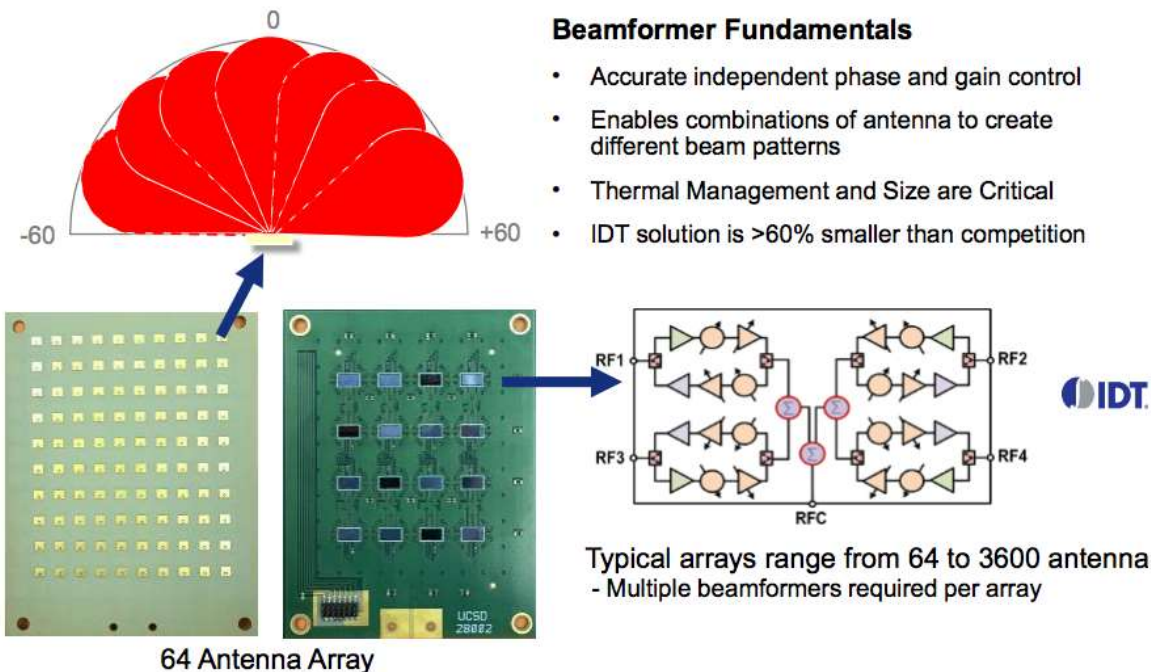 0
-60
+60
Beamformer Fundamentals
• Accurate independent phase and gain control
• Enables combinations of antenna to create
different beam patterns
• Thermal Management and Size are Critical
• IDT solution is >60% smaller than competition
RF1
RF2
RF3
RF4
Σ
Σ
Σ
RFC
IDT.
UCSD
28002
64 Antenna Array
Typical arrays range from 64 to 3600 antenna
- Multiple beamformers required per array